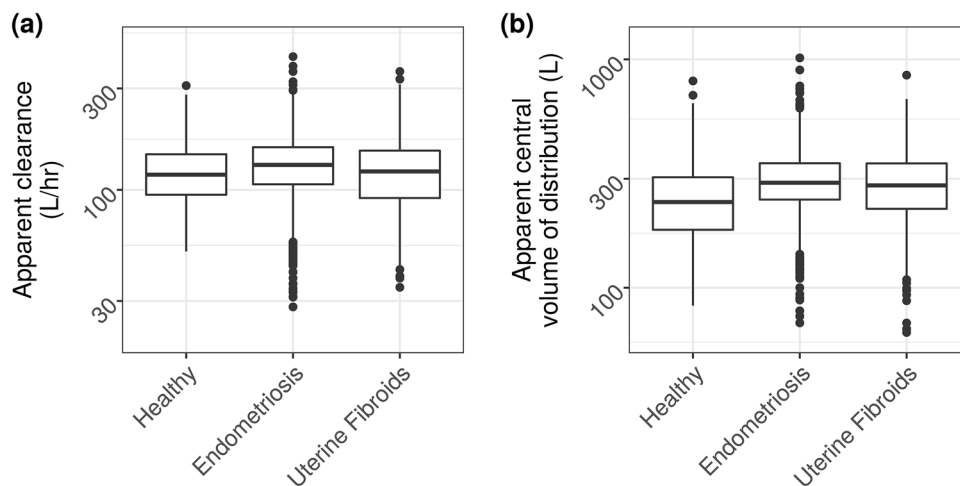 (a)
Apparent clearance
(L/hr)
300
100
30
Healthy
Endometriosis
Uterine Fibroids
(b)
Apparent central
volume of distribution (L)
1000
300
100
Healthy
Endometriosis
Uterine Fibroids